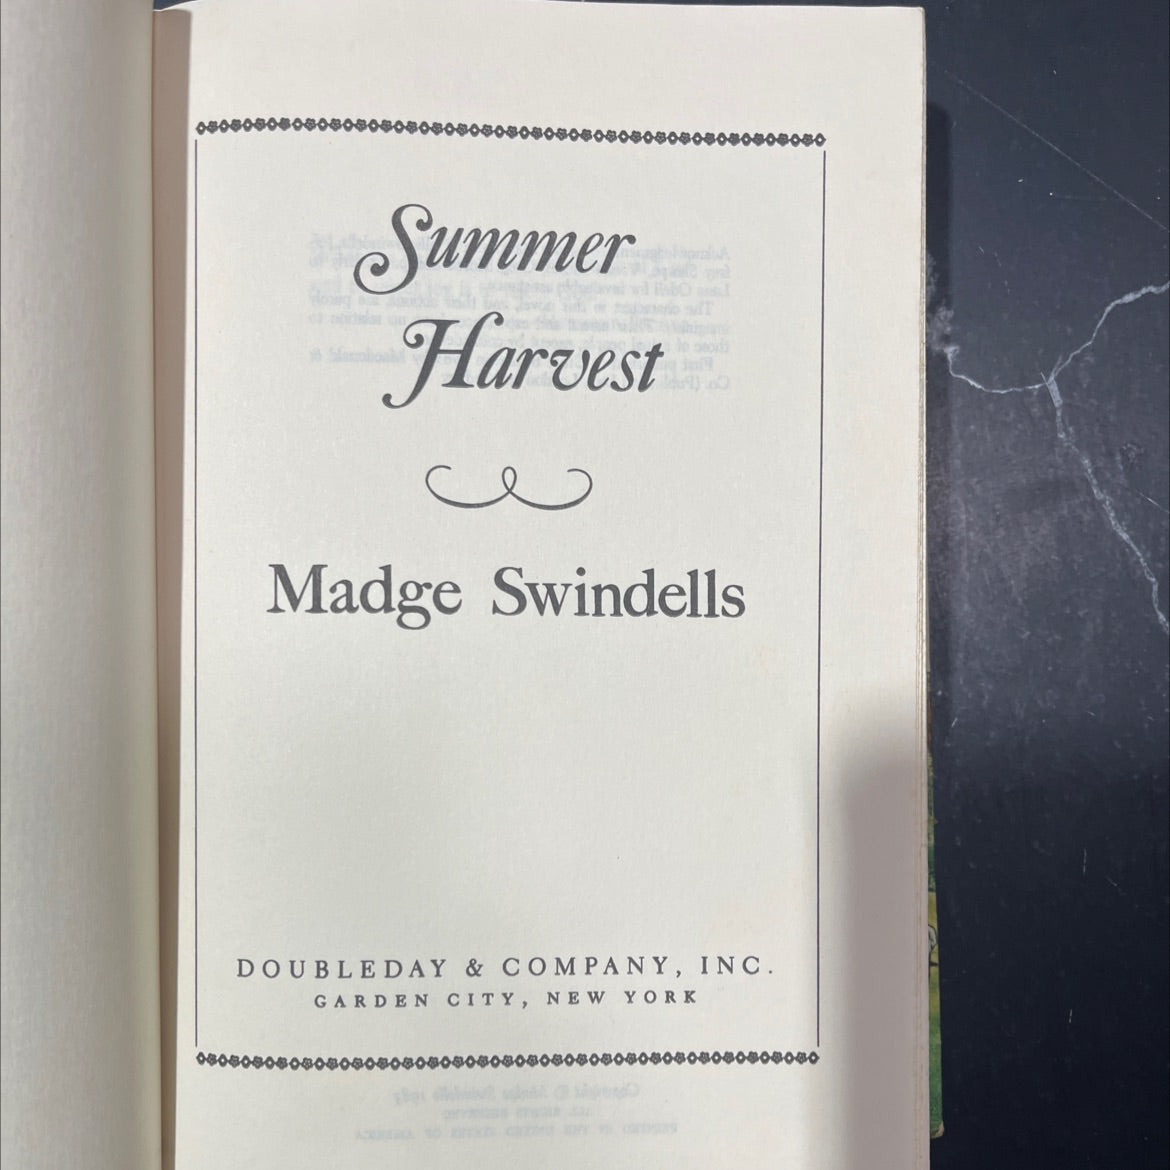 Summer
Harvest
Madge Swindells
DOUBLEDAY & COMPANY, INC.
GARDEN CITY, NEW YORK